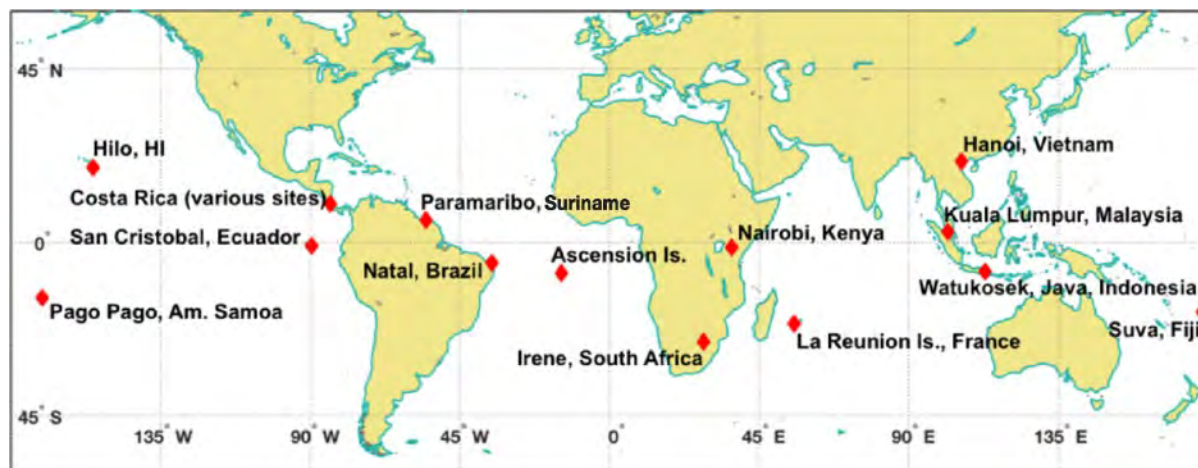 45° N
Hilo, HI
Hanoi, Vietnam
Costa Rica (various sites)
Paramaribo, Suriname
Kuala Lumpur, Malaysia
0°
San Cristobal, Ecuador
Nairobi, Kenya
Ascension Is.
Natal, Brazil
Watukosek, Java, Indonesia
Pago Pago, Am. Samoa
Suva, Fiji
La Reunion Is., France
Irene, South Africa
45° S
135° W
90° W
45° W
0°
45° E
90° E
135° E